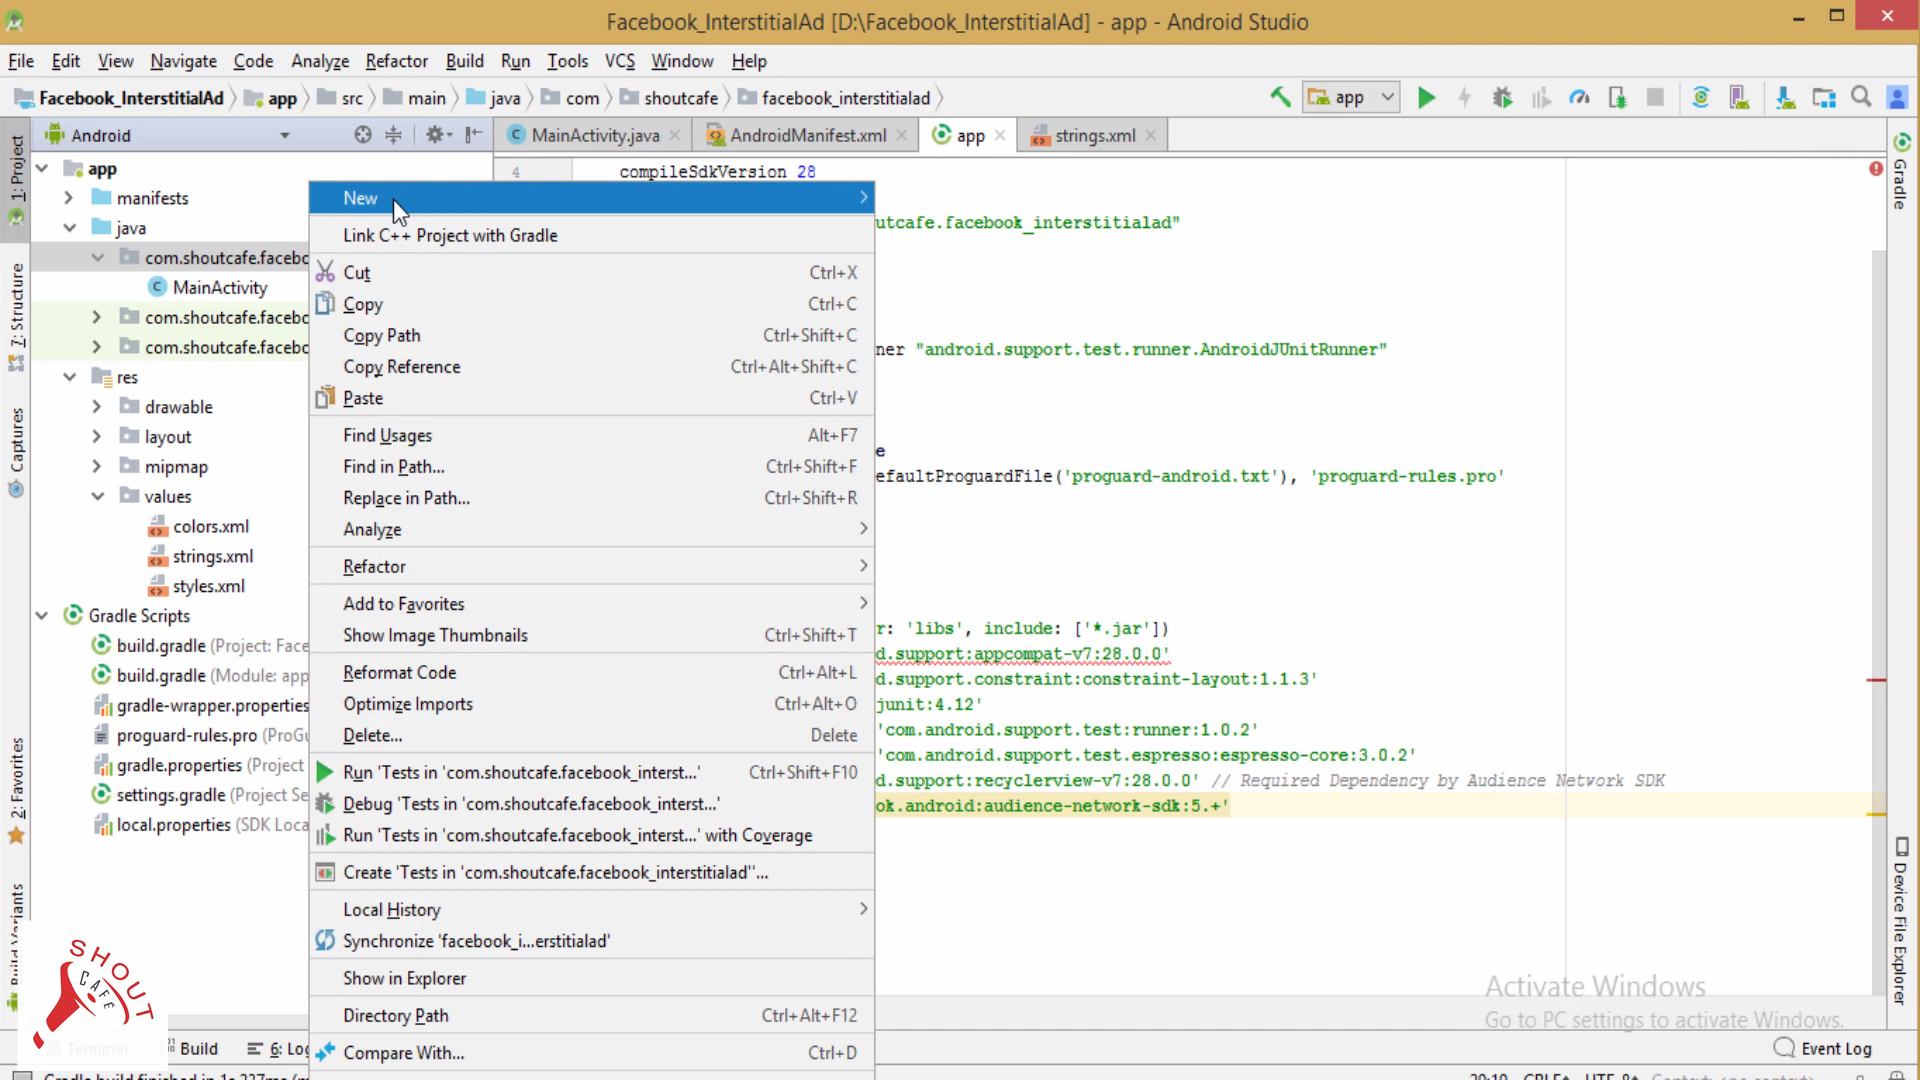 Facebook_InterstitialAd [D:\Facebook_InterstitialAd] - app - Android Studio
File Edit View Navigate Code Analyze Refactor Build Run Tools VCS Window Help
Facebook_InterstitialAd app src main java com shoutcafe facebook_interstitialad
app
Android
MainActivity.java AndroidManifest.xml app strings.xml
1: Project
7: Structure
Captures
2: Favorites
Build Variants
Gradle
Device File Explorer
app
manifests
java
com.shoutcafe.facebo
MainActivity
com.shoutcafe.facebo
com.shoutcafe.facebo
res
drawable
layout
mipmap
values
colors.xml
strings.xml
styles.xml
Gradle Scripts
build.gradle (Project: Face
build.gradle (Module: app
gradle-wrapper.properties
proguard-rules.pro (ProGu
gradle.properties (Project
settings.gradle (Project Se
local.properties (SDK Loca
New
Link C++ Project with Gradle
Cut Ctrl+X
Copy Ctrl+C
Copy Path Ctrl+Shift+C
Copy Reference Ctrl+Alt+Shift+C
Paste Ctrl+V
Find Usages Alt+F7
Find in Path... Ctrl+Shift+F
Replace in Path... Ctrl+Shift+R
Analyze
Refactor
Add to Favorites
Show Image Thumbnails Ctrl+Shift+T
Reformat Code Ctrl+Alt+L
Optimize Imports Ctrl+Alt+O
Delete... Delete
Run 'Tests in 'com.shoutcafe.facebook_interst...' Ctrl+Shift+F10
Debug 'Tests in 'com.shoutcafe.facebook_interst...'
Run 'Tests in 'com.shoutcafe.facebook_interst...' with Coverage
Create 'Tests in 'com.shoutcafe.facebook_interstitialad''...
Local History
Synchronize 'facebook_i...erstitialad'
Show in Explorer
Directory Path Ctrl+Alt+F12
Compare With... Ctrl+D
4 compileSdkVersion 28
utcafe.facebook_interstitialad"
ner "android.support.test.runner.AndroidJUnitRunner"
e
efaultProguardFile('proguard-android.txt'), 'proguard-rules.pro'
r: 'libs', include: ['*.jar'])
d.support:appcompat-v7:28.0.0'
d.support.constraint:constraint-layout:1.1.3'
junit:4.12'
'com.android.support.test:runner:1.0.2'
'com.android.support.test.espresso:espresso-core:3.0.2'
d.support:recyclerview-v7:28.0.0' // Required Dependency by Audience Network SDK
ok.android:audience-network-sdk:5.+'
Activate Windows
Go to PC settings to activate Windows.
SHOUT
CAFE
Terminal Build 6: Log
Event Log
Gradle build finished in 1s 227ms